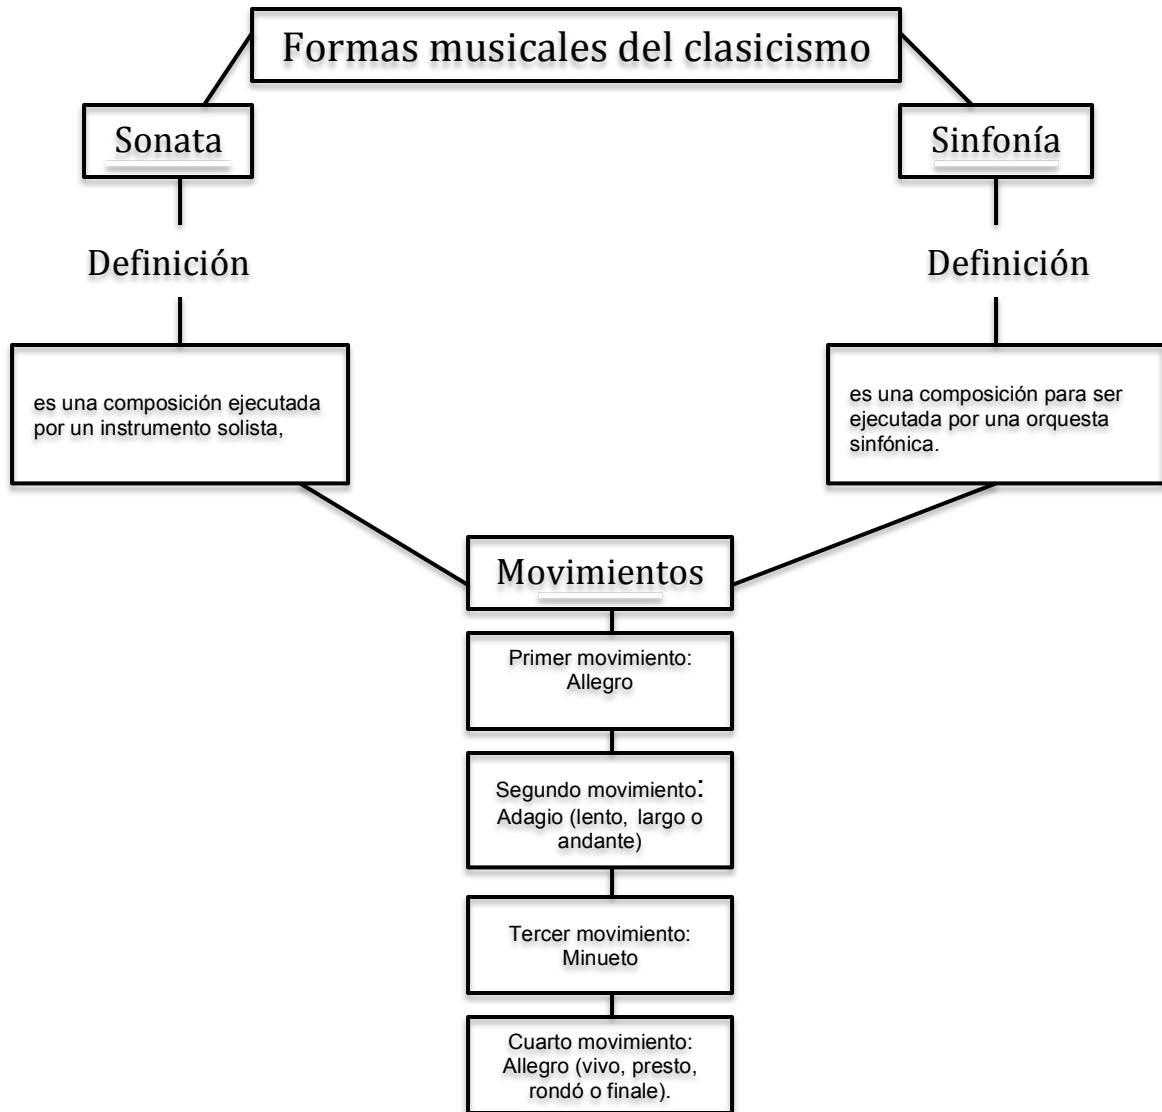 Formas musicales del clasicismo
Sonata
Sinfonía
Definición
Definición
es una composición ejecutada
por un instrumento solista,
es una composición para ser
ejecutada por una orquesta
sinfónica.
Movimientos
Primer movimiento:
Allegro
Segundo movimiento:
Adagio (lento, largo o
andante)
Tercer movimiento:
Minueto
Cuarto movimiento:
Allegro (vivo, presto,
rondó o finale).